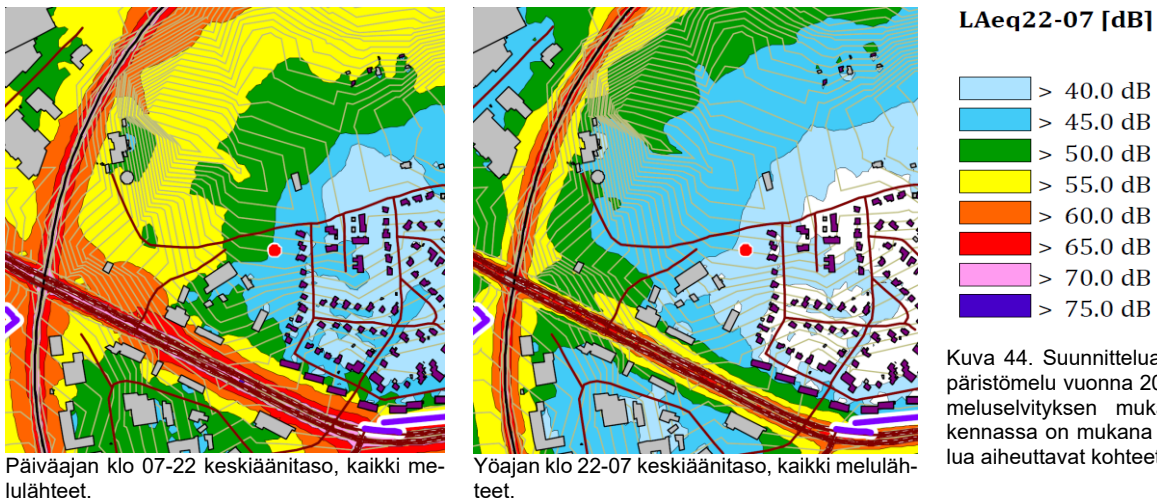 LAeq22-07 [dB]
> 40.0 dB
> 45.0 dB
> 50.0 dB
> 55.0 dB
> 60.0 dB
> 65.0 dB
> 70.0 dB
> 75.0 dB
Päiväajan klo 07-22 keskiäänitaso, kaikki me-
lulähteet.
Yöajan klo 22-07 keskiäänitaso, kaikki meluläh-
teet.
Kuva 44. Suunnittelua
päristömelu vuonna 20
meluselvityksen muka
kennassa on mukana
lua aiheuttavat kohteet